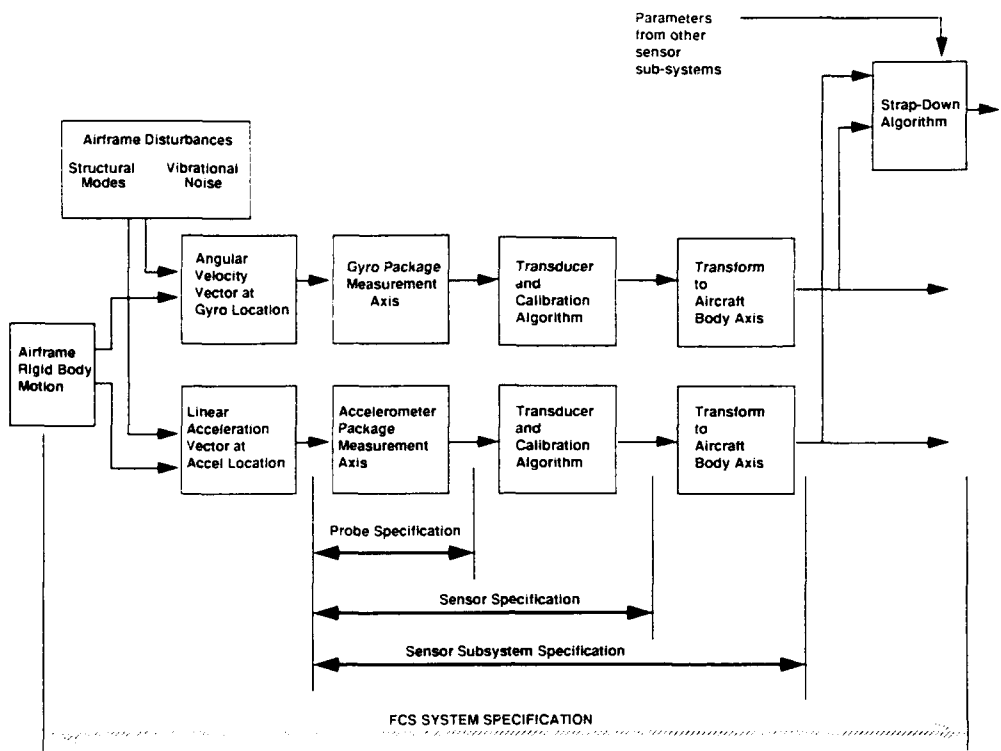 Parameters
from other
sensor
sub-systems
Strap-Down
Algorithm
Airframe Disturbances
Structural Modes
Vibrational Noise
Angular
Velocity
Vector at
Gyro Location
Gyro Package
Measurement
Axis
Transducer
and
Calibration
Algorithm
Transform
to
Aircraft
Body Axis
Airframe
Rigid Body
Motion
Linear
Acceleration
Vector at
Accel Location
Accelerometer
Package
Measurement
Axis
Transducer
and
Calibration
Algorithm
Transform
to
Aircraft
Body Axis
Probe Specification
Sensor Specification
Sensor Subsystem Specification
FCS SYSTEM SPECIFICATION